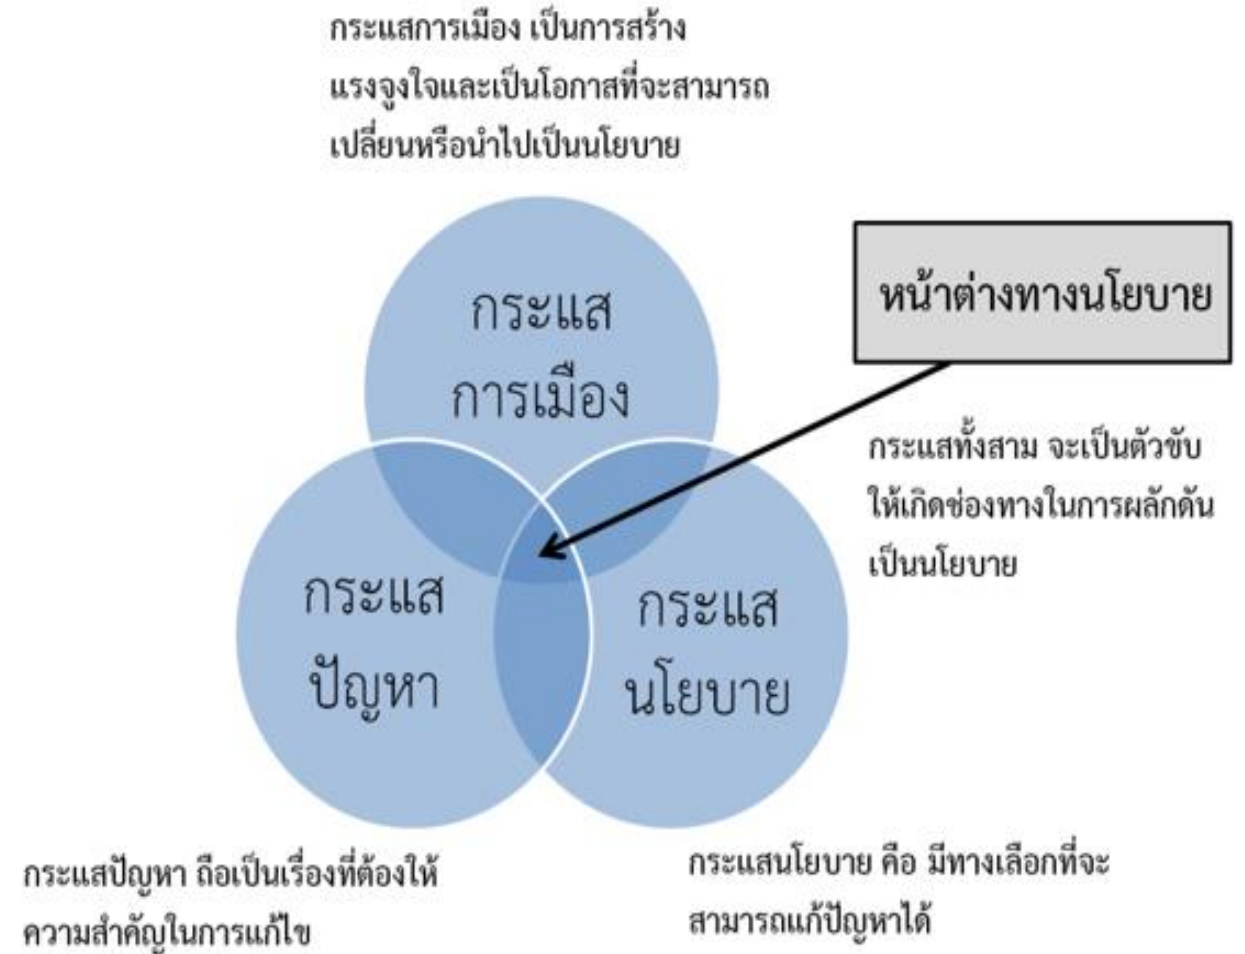 กระแสการเมือง เป็นการสร้าง
แรงจูงใจและเป็นโอกาสที่จะสามารถ
เปลี่ยนหรือนำไปเป็นนโยบาย
กระแส
การเมือง
หน้าต่างทางนโยบาย
กระแสทั้งสาม จะเป็นตัวขับ
ให้เกิดช่องทางในการผลักดัน
เป็นนโยบาย
กระแส
ปัญหา
กระแส
นโยบาย
กระแสปัญหา ถือเป็นเรื่องที่ต้องให้
ความสำคัญในการแก้ไข
กระแสนโยบาย คือ มีทางเลือกที่จะ
สามารถแก้ปัญหาได้